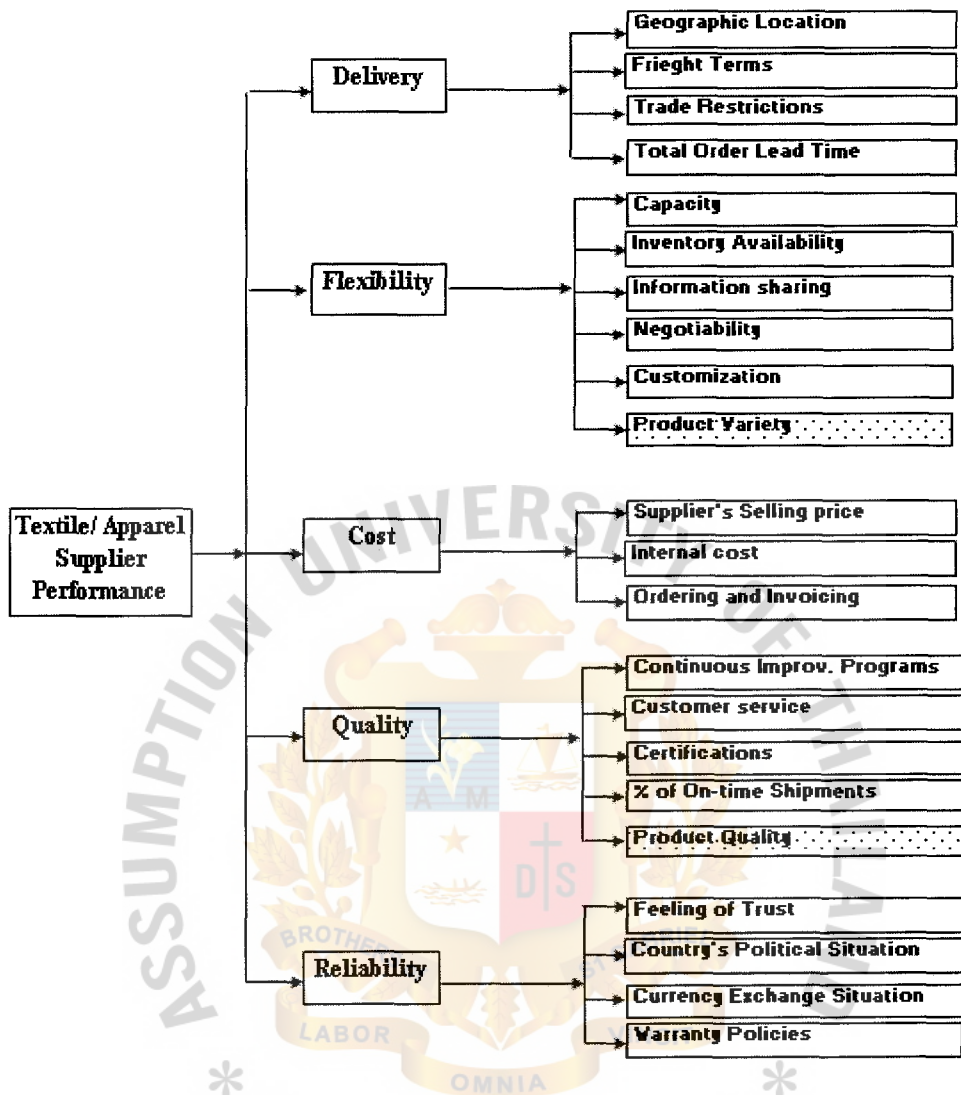 Geographic Location
Frieght Terms
Delivery
Trade Restrictions
Total Order Lead Time
Capacity
Inventory Availability
Flexibility
Information sharing
Negotiability
Customization
Product Variety
Textile/ Apparel
Supplier
Performance
Cost
Supplier's Selling price
Internal cost
Ordering and Invoicing
Continuous Improv. Programs
Customer service
Quality
Certifications
% of On-time Shipments
Product Quality
Feeling of Trust
Country's Political Situation
Reliability
Currency Exchange Situation
Warranty Policies
ASSUMPTION UNIVERSITY OF THAILAND
A M
D S
LABOR
OMNIA